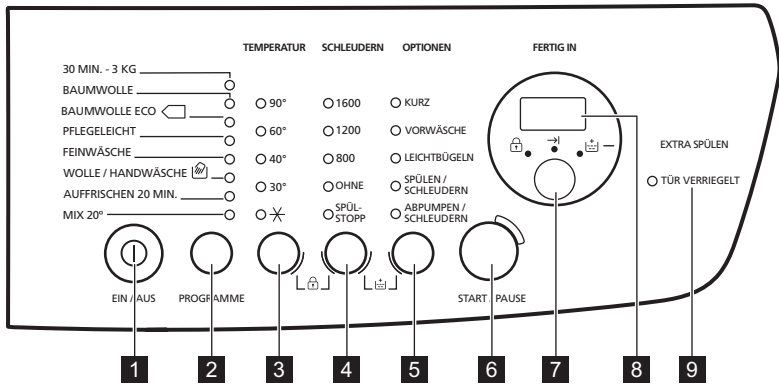 TEMPERATUR
SCHLEUDERN
OPTIONEN
FERTIG IN
30 MIN. - 3 KG
BAUMWOLLE
BAUMWOLLE ECO
PFLEGELEICHT
FEINWÄSCHE
WOLLE / HANDWÄSCHE
AUFFRISCHEN 20 MIN.
MIX 20°
90°
60°
40°
30°
1600
1200
800
OHNE
SPÜL-
STOPP
KURZ
VORWÄSCHE
LEICHTBÜGELN
SPÜLEN /
SCHLEUDERN
ABPUMPEN /
SCHLEUDERN
EXTRA SPÜLEN
TÜR VERRIEGELT
EIN / AUS
PROGRAMME
START / PAUSE
1
2
3
4
5
6
7
8
9